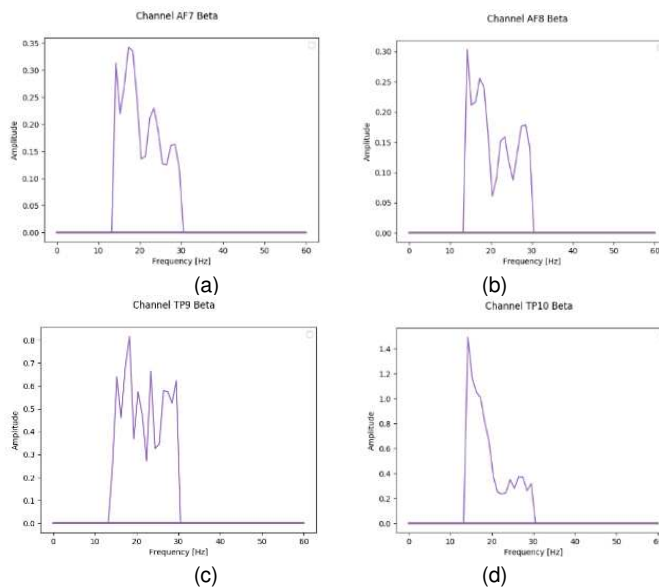 Channel AF7 Beta
0.35
0.30
0.25
0.20
0.15
0.10
0.05
0.00
Amplitude
0 10 20 30 40 50 60
Frequency [Hz]
(a)
Channel AF8 Beta
0.30
0.25
0.20
0.15
0.10
0.05
0.00
Amplitude
0 10 20 30 40 50 60
Frequency [Hz]
(b)
Channel TP9 Beta
0.8
0.7
0.6
0.5
0.4
0.3
0.2
0.1
0.0
Amplitude
0 10 20 30 40 50 60
Frequency [Hz]
(c)
Channel TP10 Beta
1.4
1.2
1.0
0.8
0.6
0.4
0.2
0.0
Amplitude
0 10 20 30 40 50 60
Frequency [Hz]
(d)